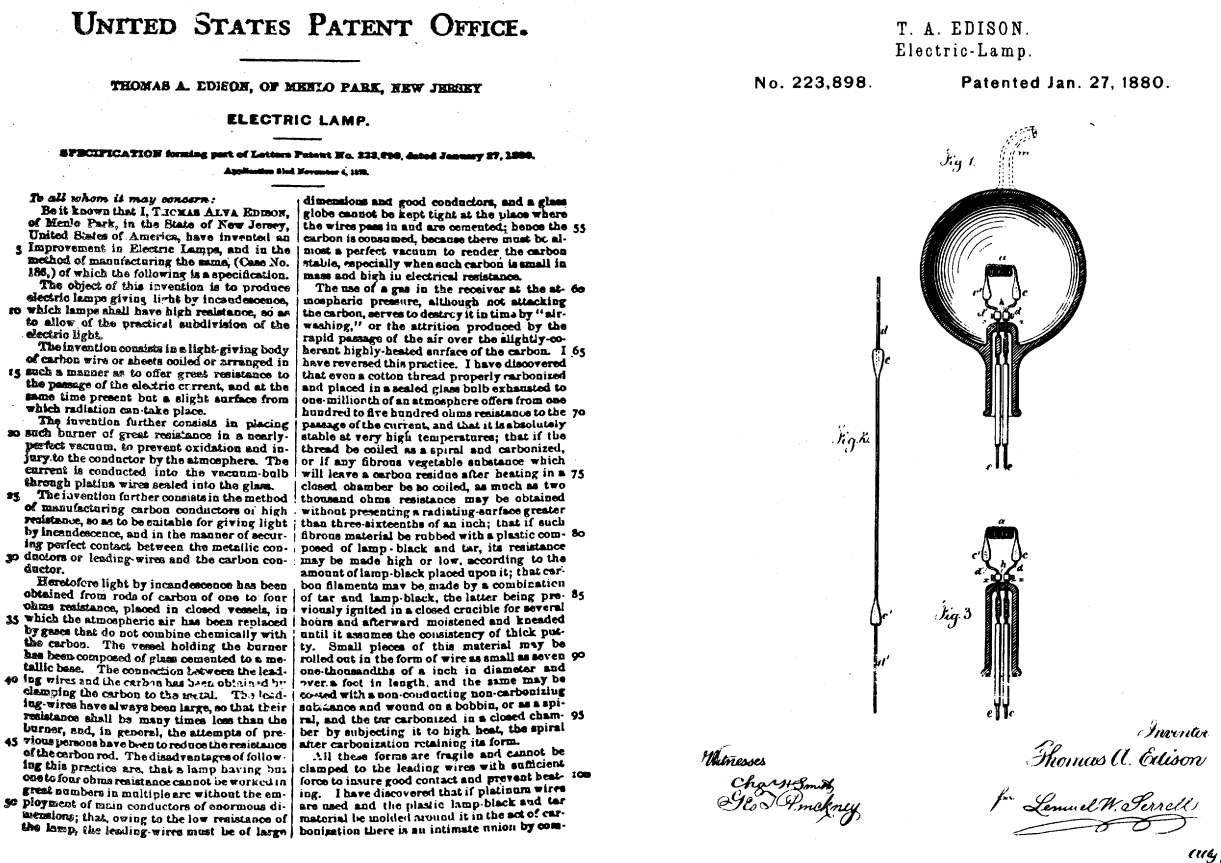 UNITED STATES PATENT OFFICE.
THOMAS A. EDISON, OF MENLO PARK, NEW JERSEY
ELECTRIC LAMP.
SPECIFICATION forming part of Letters Patent No. 223,898, dated January 27, 1880.
Application filed November 4, 1879.
To all whom it may concern:
Be it known that I, THOMAS ALVA EDISON,
of Menlo Park, in the State of New Jersey,
United States of America, have invented an
5 Improvement in Electric Lamps, and in the
method of manufacturing the same, (Case No.
186,) of which the following is a specification.
The object of this invention is to produce
electric lamps giving light by incandescence,
10 which lamps shall have high resistance, so as
to allow of the practical subdivision of the
electric light.
The invention consists in a light-giving body
of carbon wire or sheets coiled or arranged in
15 such a manner as to offer great resistance to
the passage of the electric current, and at the
same time present but a slight surface from
which radiation can take place.
The invention further consists in placing
20 such burner of great resistance in a nearly-
perfect vacuum, to prevent oxidation and in-
jury to the conductor by the atmosphere. The
current is conducted into the vacuum-bulb
through platina wires sealed into the glass.
25 The invention further consists in the method
of manufacturing carbon conductors of high
resistance, so as to be suitable for giving light
by incandescence, and in the manner of secur-
ing perfect contact between the metallic con-
30 ductors or leading-wires and the carbon con-
ductor.
Heretofore light by incandescence has been
obtained from rods of carbon of one to four
ohms resistance, placed in closed vessels, in
35 which the atmospheric air has been replaced
by gases that do not combine chemically with
the carbon. The vessel holding the burner
has been composed of glass cemented to a me-
tallic base. The connection between the lead-
40 ing wires and the carbon has been obtained by
clamping the carbon to the metal. The lead-
ing-wires have always been large, so that their
resistance shall be many times less than the
burner, and, in general, the attempts of pre-
45 vious persons have been to reduce the resistance
of the carbon rod. The disadvantages of follow-
ing this practice are, that a lamp having but
one to four ohms resistance cannot be worked in
great numbers in multiple arc without the em-
50 ployment of main conductors of enormous di-
mensions; that, owing to the low resistance of
the lamp, the leading-wires must be of large
dimensions and good conductors, and a glass
globe cannot be kept tight at the place where
the wires pass in and are cemented; hence the 55
carbon is consumed, because there must be al-
most a perfect vacuum to render the carbon
stable, especially when such carbon is small in
mass and high in electrical resistance.
The use of a gas in the receiver at the at- 60
mospheric pressure, although not attacking
the carbon, serves to destroy it in time by "air-
washing," or the attrition produced by the
rapid passage of the air over the slightly-co-
herent highly-heated surface of the carbon. I 65
have reversed this practice. I have discovered
that even a cotton thread properly carbonized
and placed in a sealed glass bulb exhausted to
one-millionth of an atmosphere offers from one
hundred to five hundred ohms resistance to the 70
passage of the current, and that it is absolutely
stable at very high temperatures; that if the
thread be coiled as a spiral and carbonized,
or if any fibrous vegetable substance which
will leave a carbon residue after heating in a 75
closed chamber be so coiled, as much as two
thousand ohms resistance may be obtained
without presenting a radiating-surface greater
than three-sixteenths of an inch; that if such
fibrous material be rubbed with a plastic com- 80
posed of lamp-black and tar, its resistance
may be made high or low, according to the
amount of lamp-black placed upon it; that car-
bon filaments may be made by a combination
of tar and lamp-black, the latter being pre- 85
viously ignited in a closed crucible for several
hours and afterward moistened and kneaded
until it assumes the consistency of thick put-
ty. Small pieces of this material may be
rolled out in the form of wire as small as seven 90
one-thousandths of a inch in diameter and
over a foot in length, and the same may be
coated with a non-conducting non-carbonizing
substance and wound on a bobbin, or as a spi-
ral, and the tar carbonized in a closed cham- 95
ber by subjecting it to high heat, the spiral
after carbonization retaining its form.
All these forms are fragile and cannot be
clamped to the leading wires with sufficient
force to insure good contact and prevent heat- 100
ing. I have discovered that if platinum wires
are used and the plastic lamp-black and tar
material be molded around it in the act of car-
bonization there is an intimate union by com-
T. A. EDISON.
Electric-Lamp.
No. 223,898. Patented Jan. 27, 1880.
Fig 1.
m
a
c' c
h
d d
x x
e e
Fig. 2.
d
c
c'
d'
Fig. 3
a
c' c
h
d d
x x
e e
Witnesses
Chas H Smith
Geo T Pinckney
Inventor
Thomas A. Edison
for Lemuel W. Serrell
atty